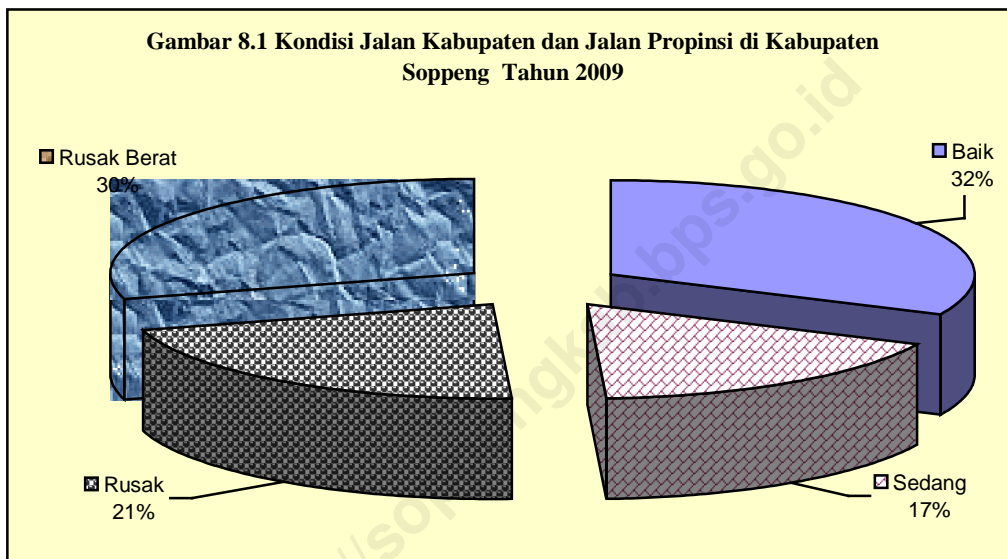 Gambar 8.1 Kondisi Jalan Kabupaten dan Jalan Propinsi di Kabupaten
Soppeng Tahun 2009
Rusak Berat
30%
Baik
32%
Rusak
21%
Sedang
17%